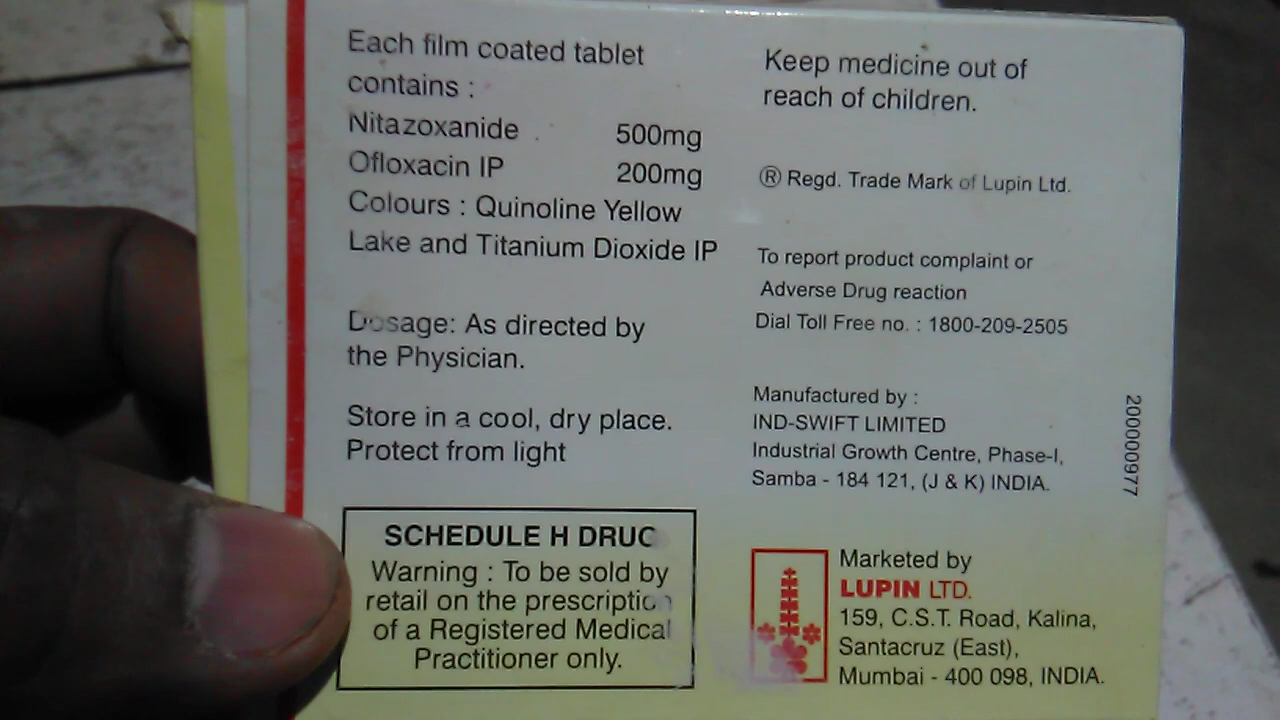 Each film coated tablet
contains :
Nitazoxanide 500mg
Ofloxacin IP 200mg
Colours : Quinoline Yellow
Lake and Titanium Dioxide IP
Dosage: As directed by
the Physician.
Store in a cool, dry place.
Protect from light
SCHEDULE H DRUG
Warning : To be sold by
retail on the prescription
of a Registered Medical
Practitioner only.
Keep medicine out of
reach of children.
® Regd. Trade Mark of Lupin Ltd.
To report product complaint or
Adverse Drug reaction
Dial Toll Free no. : 1800-209-2505
Manufactured by :
IND-SWIFT LIMITED
Industrial Growth Centre, Phase-I,
Samba - 184 121, (J & K) INDIA.
200000977
Marketed by
LUPIN LTD.
159, C.S.T. Road, Kalina,
Santacruz (East),
Mumbai - 400 098, INDIA.